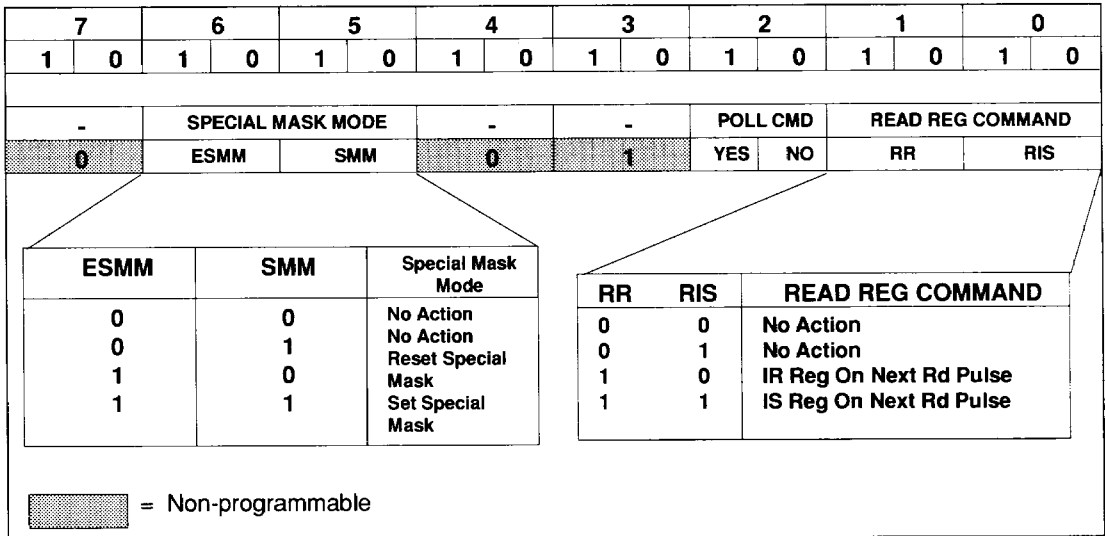 7 6 5 4 3 2 1 0
1 0 1 0 1 0 1 0 1 0 1 0 1 0 1 0
- SPECIAL MASK MODE - - POLL CMD READ REG COMMAND
0 ESMM SMM 0 1 YES NO RR RIS
ESMM SMM Special Mask
Mode
0 0 No Action
0 1 No Action
1 0 Reset Special
Mask
1 1 Set Special
Mask
RR RIS READ REG COMMAND
0 0 No Action
0 1 No Action
1 0 IR Reg On Next Rd Pulse
1 1 IS Reg On Next Rd Pulse
= Non-programmable